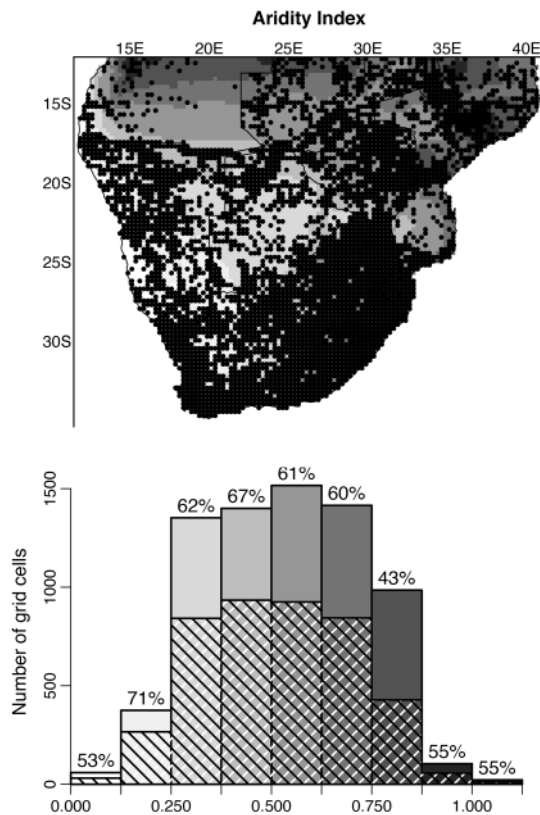 Aridity Index
15E 20E 25E 30E 35E 40E
15S
20S
25S
30S
Number of grid cells
1500
1000
500
0
53%
71%
62%
67%
61%
60%
43%
55%
55%
0.000 0.250 0.500 0.750 1.000